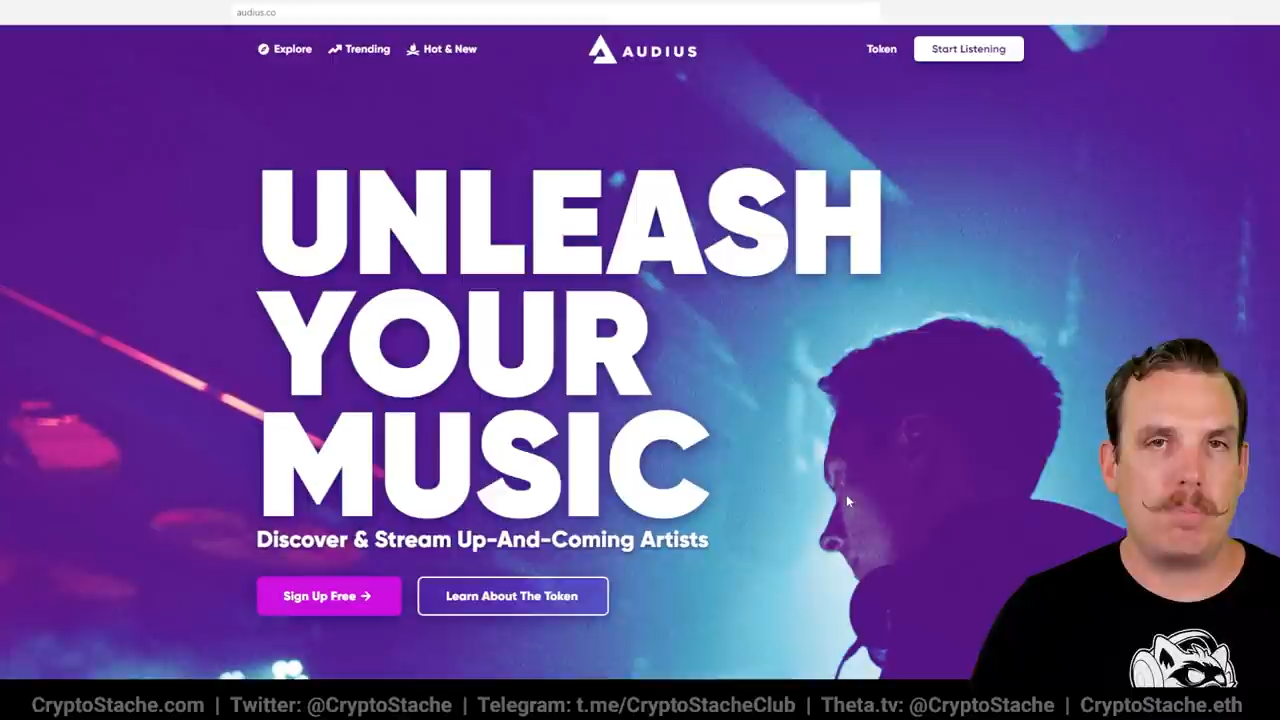 audius.co
Explore Trending Hot & New AUDIUS Token Start Listening
UNLEASH
YOUR
MUSIC
Discover & Stream Up-And-Coming Artists
Sign Up Free → Learn About The Token
CryptoStache.com | Twitter: @CryptoStache | Telegram: t.me/CryptoStacheClub | Theta.tv: @CryptoStache | CryptoStache.eth